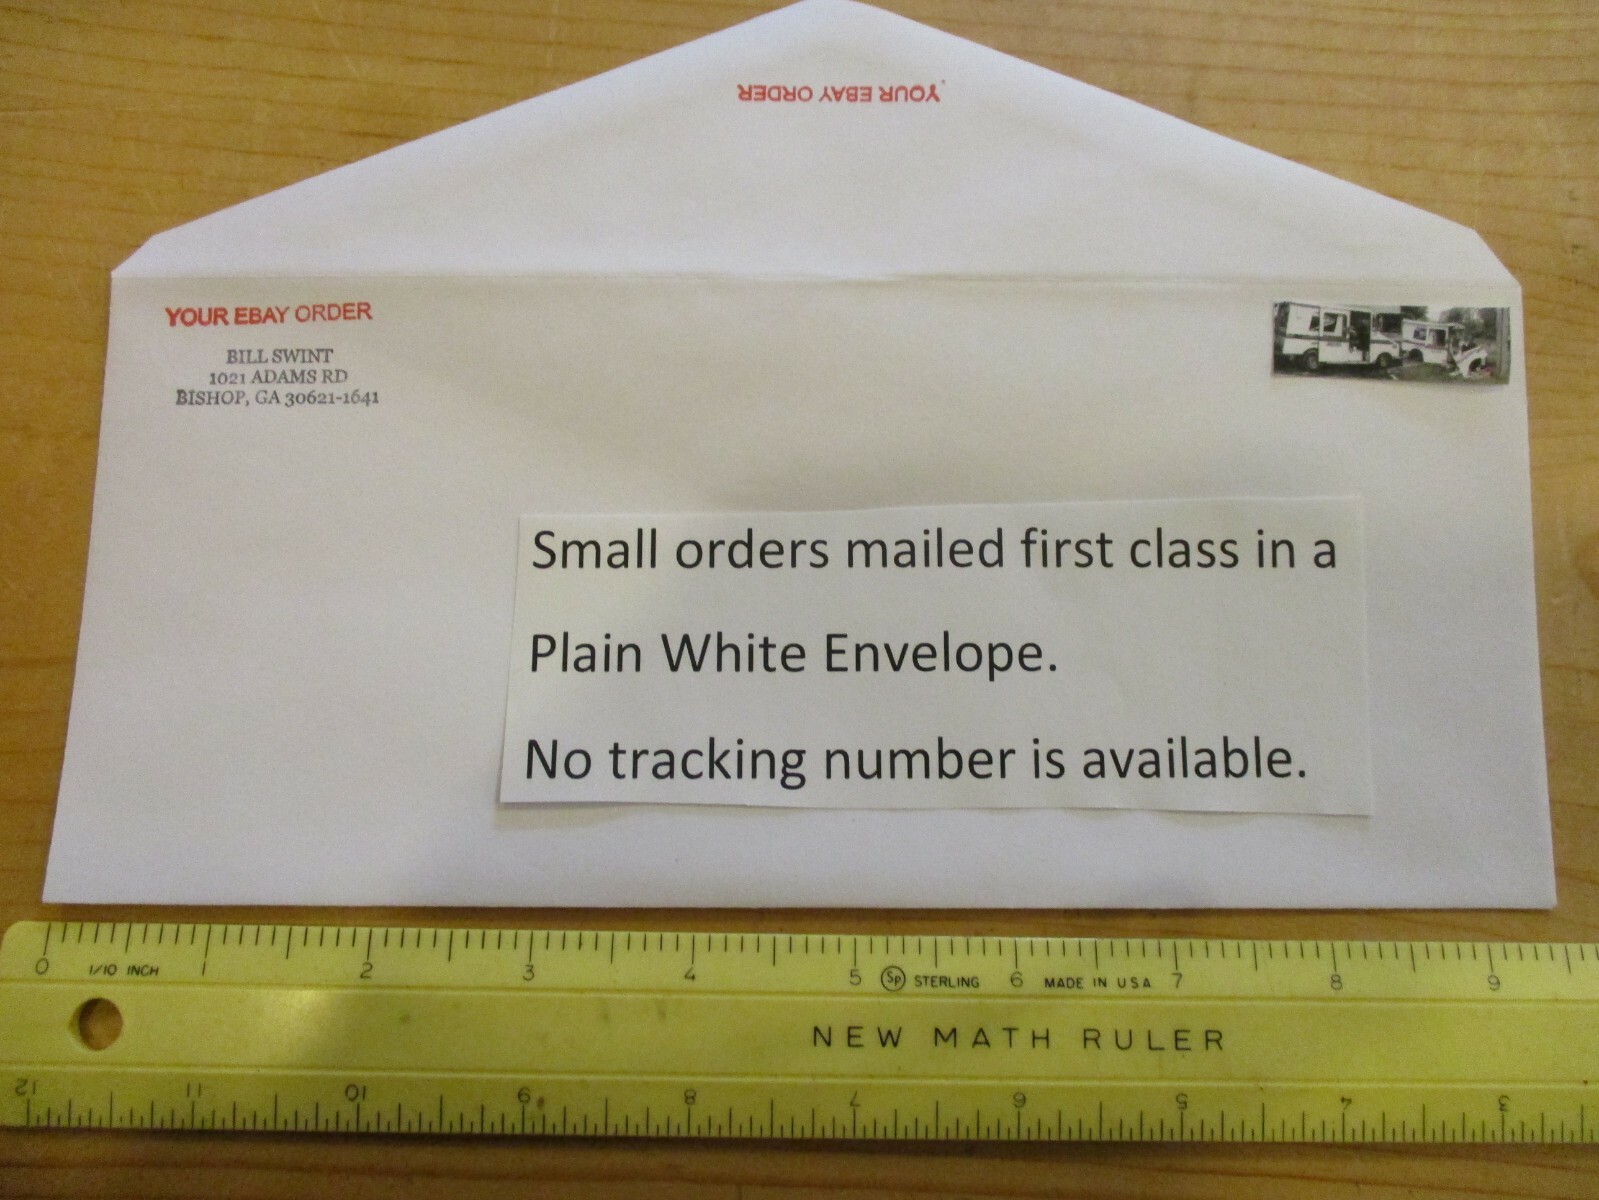 YOUR EBAY ORDER
YOUR EBAY ORDER
BILL SWINT
1021 ADAMS RD
BISHOP, GA 30621-1641
Small orders mailed first class in a
Plain White Envelope.
No tracking number is available.
0 1 2 3 4 5 6 7 8 9
1/10 INCH Sp STERLING MADE IN U S A
NEW MATH RULER
12 11 10 9 8 7 6 5 4 3